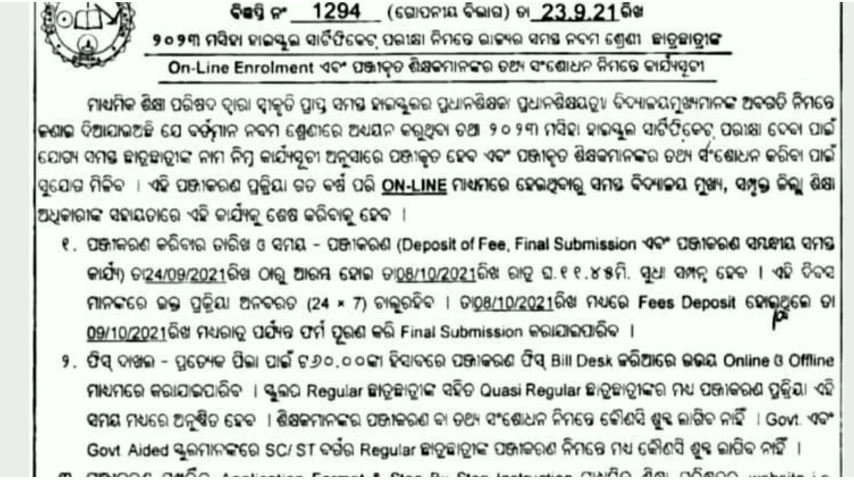 ବିଜ୍ଞପ୍ତି ନଂ 1294 (ଗୋପନୀୟ ବିଭାଗ) ତା 23.9.21 ରିଖ
୨୦୨୩ ମସିହା ହାଇସ୍କୁଲ ସାର୍ଟିଫିକେଟ୍ ପରୀକ୍ଷା ନିମନ୍ତେ ରାଜ୍ୟର ସମସ୍ତ ନବମ ଶ୍ରେଣୀ ଛାତ୍ରଛାତ୍ରୀଙ୍କ
On-Line Enrolment ଏବଂ ପଞ୍ଜୀକୃତ ଶିକ୍ଷକମାନଙ୍କର ତଥ୍ୟ ସଂଶୋଧନ ନିମନ୍ତେ କାର୍ଯ୍ୟସୂଚୀ
ମାଧ୍ୟମିକ ଶିକ୍ଷା ପରିଷଦ ଦ୍ୱାରା ସ୍ୱୀକୃତି ପ୍ରାପ୍ତ ସମସ୍ତ ହାଇସ୍କୁଲର ପ୍ରଧାନଶିକ୍ଷକ/ ପ୍ରଧାନଶିକ୍ଷୟତ୍ରୀ/ ବିଦ୍ୟାଳୟମୁଖ୍ୟମାନଙ୍କ ଅବଗତି ନିମନ୍ତେ
ଜଣାଇ ଦିଆଯାଇଅଛି ଯେ ବର୍ତ୍ତମାନ ନବମ ଶ୍ରେଣୀରେ ଅଧ୍ୟୟନ କରୁଥିବା ତଥା ୨୦୨୩ ମସିହା ହାଇସ୍କୁଲ ସାର୍ଟିଫିକେଟ୍ ପରୀକ୍ଷା ଦେବା ପାଇଁ
ଯୋଗ୍ୟ ସମସ୍ତ ଛାତ୍ରଛାତ୍ରୀଙ୍କ ନାମ ନିମ୍ନ କାର୍ଯ୍ୟସୂଚୀ ଅନୁସାରେ ପଞ୍ଜୀକୃତ ହେବ ଏବଂ ପଞ୍ଜୀକୃତ ଶିକ୍ଷକମାନଙ୍କର ତଥ୍ୟ ସଂଶୋଧନ କରିବା ପାଇଁ
ସୁଯୋଗ ମିଳିବ । ଏହି ପଞ୍ଜୀକରଣ ପ୍ରକ୍ରିୟା ଗତ ବର୍ଷ ପରି ON-LINE ମାଧ୍ୟମରେ ହେଉଥିବାରୁ ସମସ୍ତ ବିଦ୍ୟାଳୟ ମୁଖ୍ୟ, ସମ୍ପୃକ୍ତ ଜିଲ୍ଲା ଶିକ୍ଷା
ଅଧିକାରୀଙ୍କ ସହାୟତାରେ ଏହି କାର୍ଯ୍ୟକୁ ଶେଷ କରିବାକୁ ହେବ ।
୧. ପଞ୍ଜୀକରଣ କରିବାର ତାରିଖ ଓ ସମୟ – ପଞ୍ଜୀକରଣ (Deposit of Fee, Final Submission ଏବଂ ପଞ୍ଜୀକରଣ ସମ୍ବନ୍ଧୀୟ ସମସ୍ତ
କାର୍ଯ୍ୟ) ତା24/09/2021ରିଖ ଠାରୁ ଆରମ୍ଭ ହୋଇ ତା08/10/2021ରିଖ ରାତ୍ର ଘ.୧୧.୪୫ମି. ସୁଧା ସମ୍ପନ୍ନ ହେବ । ଏହି ଦିବସ
ମାନଙ୍କରେ ଉକ୍ତ ପ୍ରକ୍ରିୟା ଅନବରତ (24 × 7) ଚାଲୁରହିବ । ତା08/10/2021ରିଖ ମଧ୍ୟରେ Fees Deposit ହୋଇଥିଲେ ତା
09/10/2021ରିଖ ମଧ୍ୟରାତ୍ର ପର୍ଯ୍ୟନ୍ତ ଫର୍ମ ପୂରଣ କରି Final Submission କରାଯାଇପାରିବ ।
୨. ଫିସ୍ ଦାଖଲ – ପ୍ରତ୍ୟେକ ପିଲା ପାଇଁ ଟ୬୦.୦୦ଙ୍କା ହିସାବରେ ପଞ୍ଜୀକରଣ ଫିସ୍ Bill Desk ଜରିଆରେ ଉଭୟ Online ଓ Offline
ମାଧ୍ୟମରେ କରାଯାଇପାରିବ । ସ୍କୁଲର Regular ଛାତ୍ରଛାତ୍ରୀଙ୍କ ସହିତ Quasi Regular ଛାତ୍ରଛାତ୍ରୀଙ୍କର ମଧ୍ୟ ପଞ୍ଜୀକରଣ ପ୍ରକ୍ରିୟା ଏହି
ସମୟ ମଧ୍ୟରେ ଅନୁଷ୍ଠିତ ହେବ । ଶିକ୍ଷକମାନଙ୍କର ପଞ୍ଜୀକରଣ ବା ତଥ୍ୟ ସଂଶୋଧନ ନିମନ୍ତେ କୌଣସି ଶୁଳ୍କ ଲାଗିବ ନାହିଁ । Govt. ଏବଂ
Govt. Aided ସ୍କୁଲମାନଙ୍କରେ SC/ ST ବର୍ଗର Regular ଛାତ୍ରଛାତ୍ରୀଙ୍କ ପଞ୍ଜୀକରଣ ନିମନ୍ତେ ମଧ୍ୟ କୌଣସି ଶୁଳ୍କ ଲାଗିବ ନାହିଁ ।